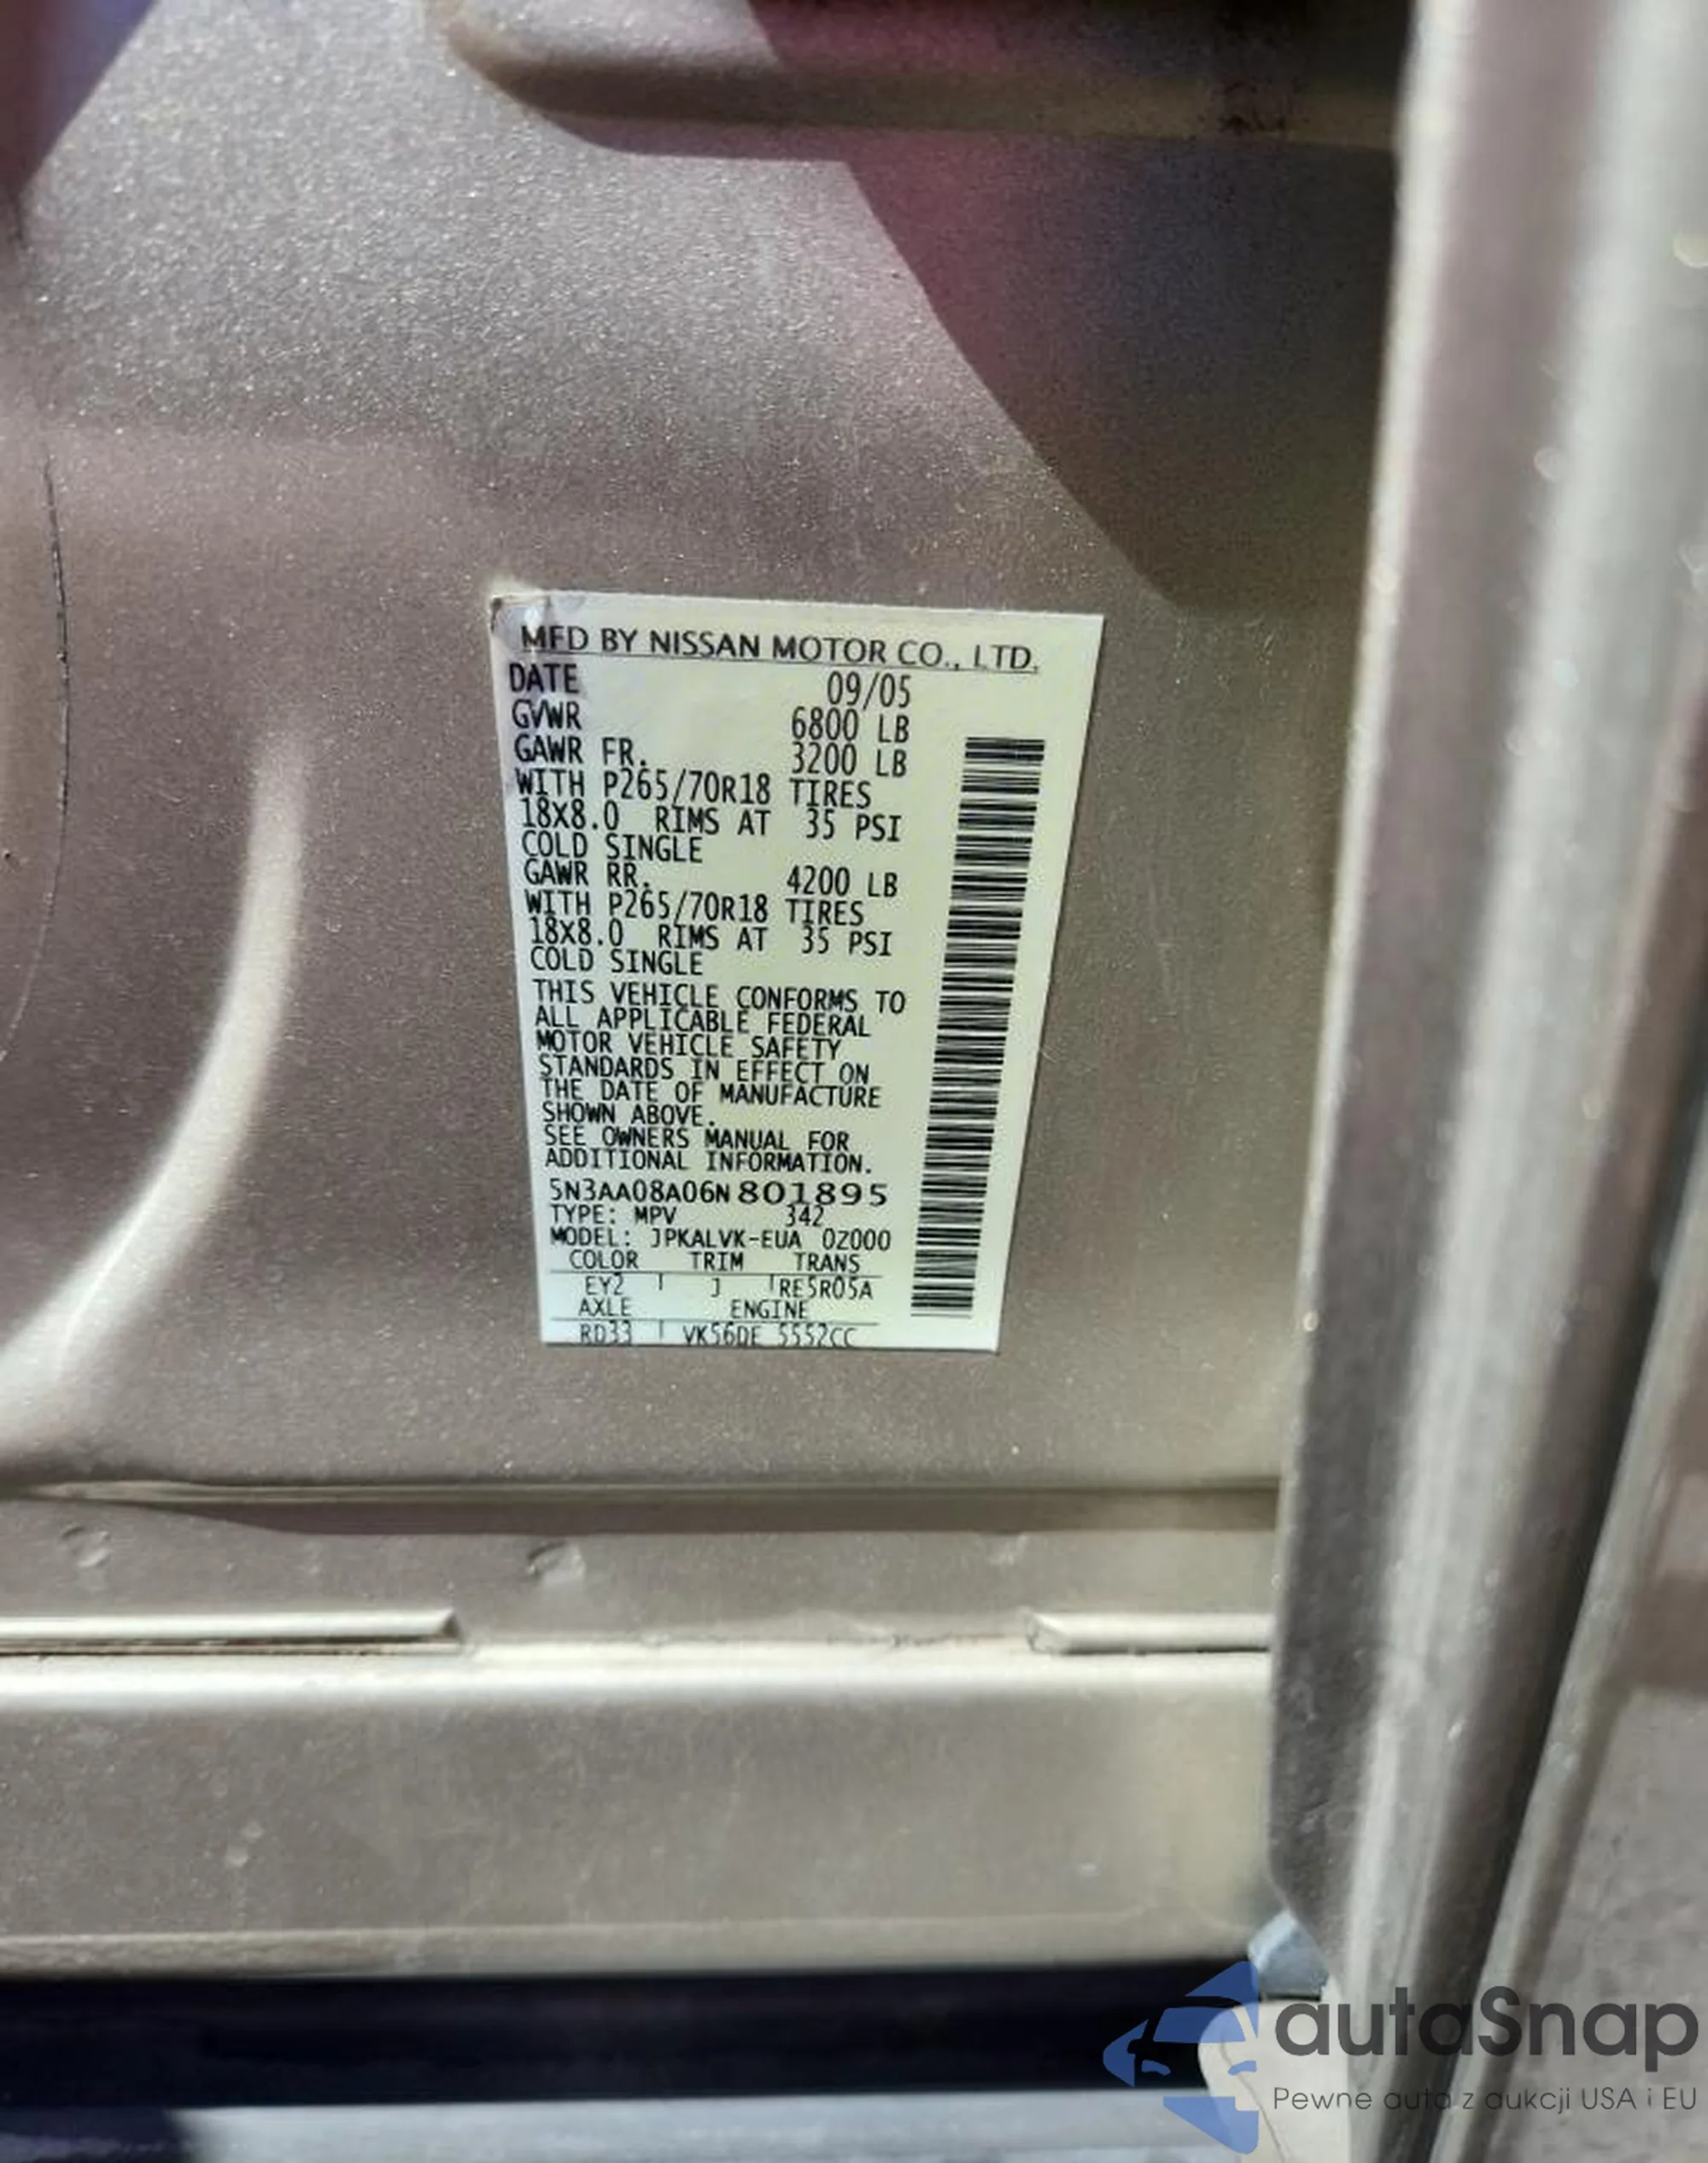 MFD BY NISSAN MOTOR CO., LTD.
DATE 09/05
GVWR 6800 LB
GAWR FR. 3200 LB
WITH P265/70R18 TIRES
18X8.0 RIMS AT 35 PSI
COLD SINGLE
GAWR RR. 4200 LB
WITH P265/70R18 TIRES
18X8.0 RIMS AT 35 PSI
COLD SINGLE
THIS VEHICLE CONFORMS TO
ALL APPLICABLE FEDERAL
MOTOR VEHICLE SAFETY
STANDARDS IN EFFECT ON
THE DATE OF MANUFACTURE
SHOWN ABOVE.
SEE OWNERS MANUAL FOR
ADDITIONAL INFORMATION.
5N3AA08A06N801895
TYPE: MPV 342
MODEL: JPKALVK-EUA 0Z000
COLOR TRIM TRANS
EY2 J RE5R05A
AXLE ENGINE
RD33 VK56DE 5552CC
autaSnap
Pewne auta z aukcji USA i EU